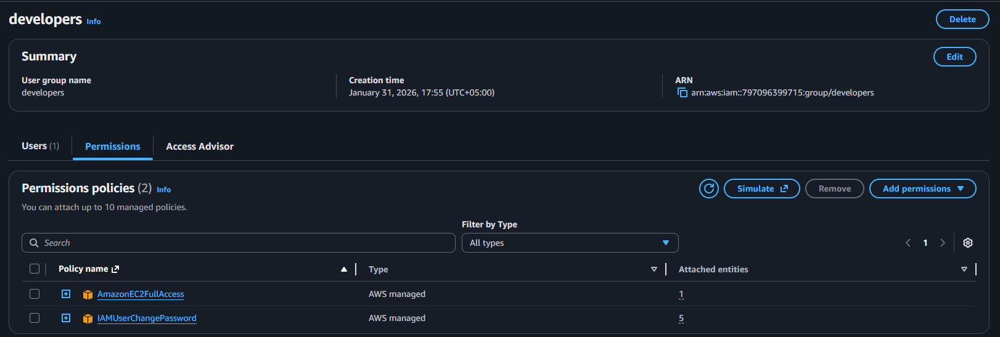 developers Info
Delete
Summary
Edit
User group name
developers
Creation time
January 31, 2026, 17:55 (UTC+05:00)
ARN
arn:aws:iam::797096399715:group/developers
Users (1)
Permissions
Access Advisor
Permissions policies (2) Info
Simulate
Remove
Add permissions
You can attach up to 10 managed policies.
Filter by Type
Search
All types
1
Policy name
Type
Attached entities
AmazonEC2FullAccess
AWS managed
1
IAMUserChangePassword
AWS managed
5